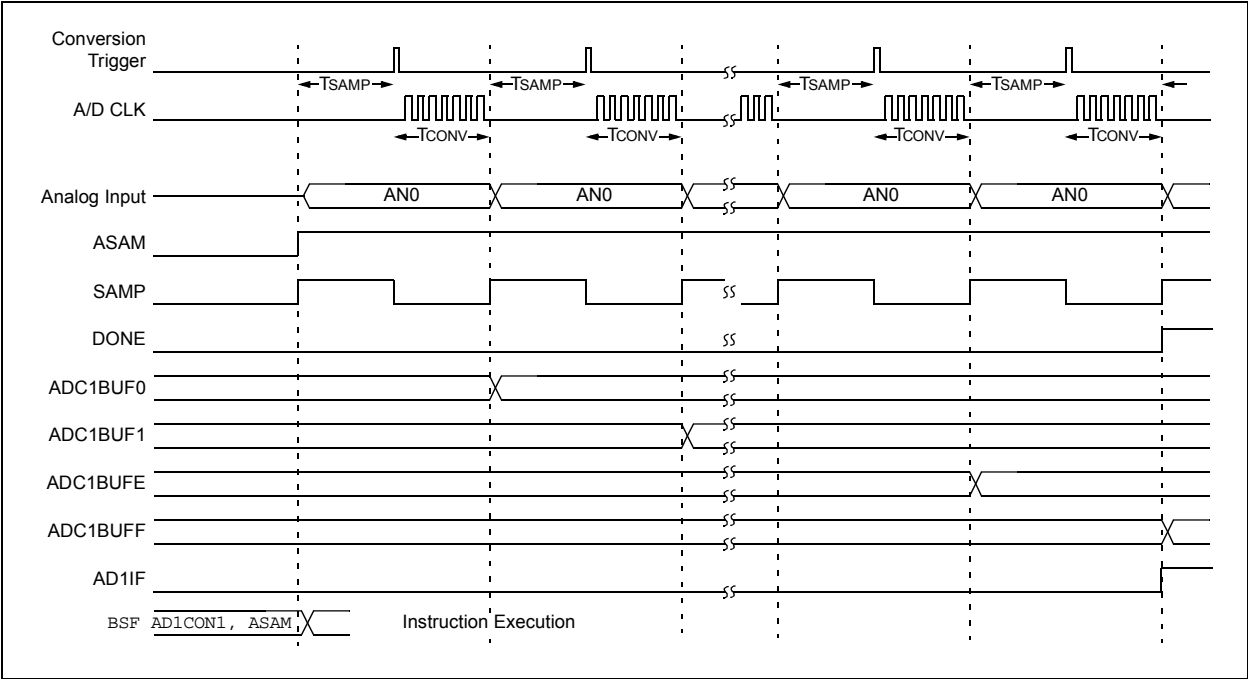 Conversion
Trigger
TSAMP TSAMP TSAMP TSAMP
A/D CLK
TCONV TCONV TCONV TCONV
Analog Input AN0 AN0 AN0 AN0
ASAM
SAMP
DONE
ADC1BUF0
ADC1BUF1
ADC1BUFE
ADC1BUFF
AD1IF
BSF AD1CON1, ASAM Instruction Execution